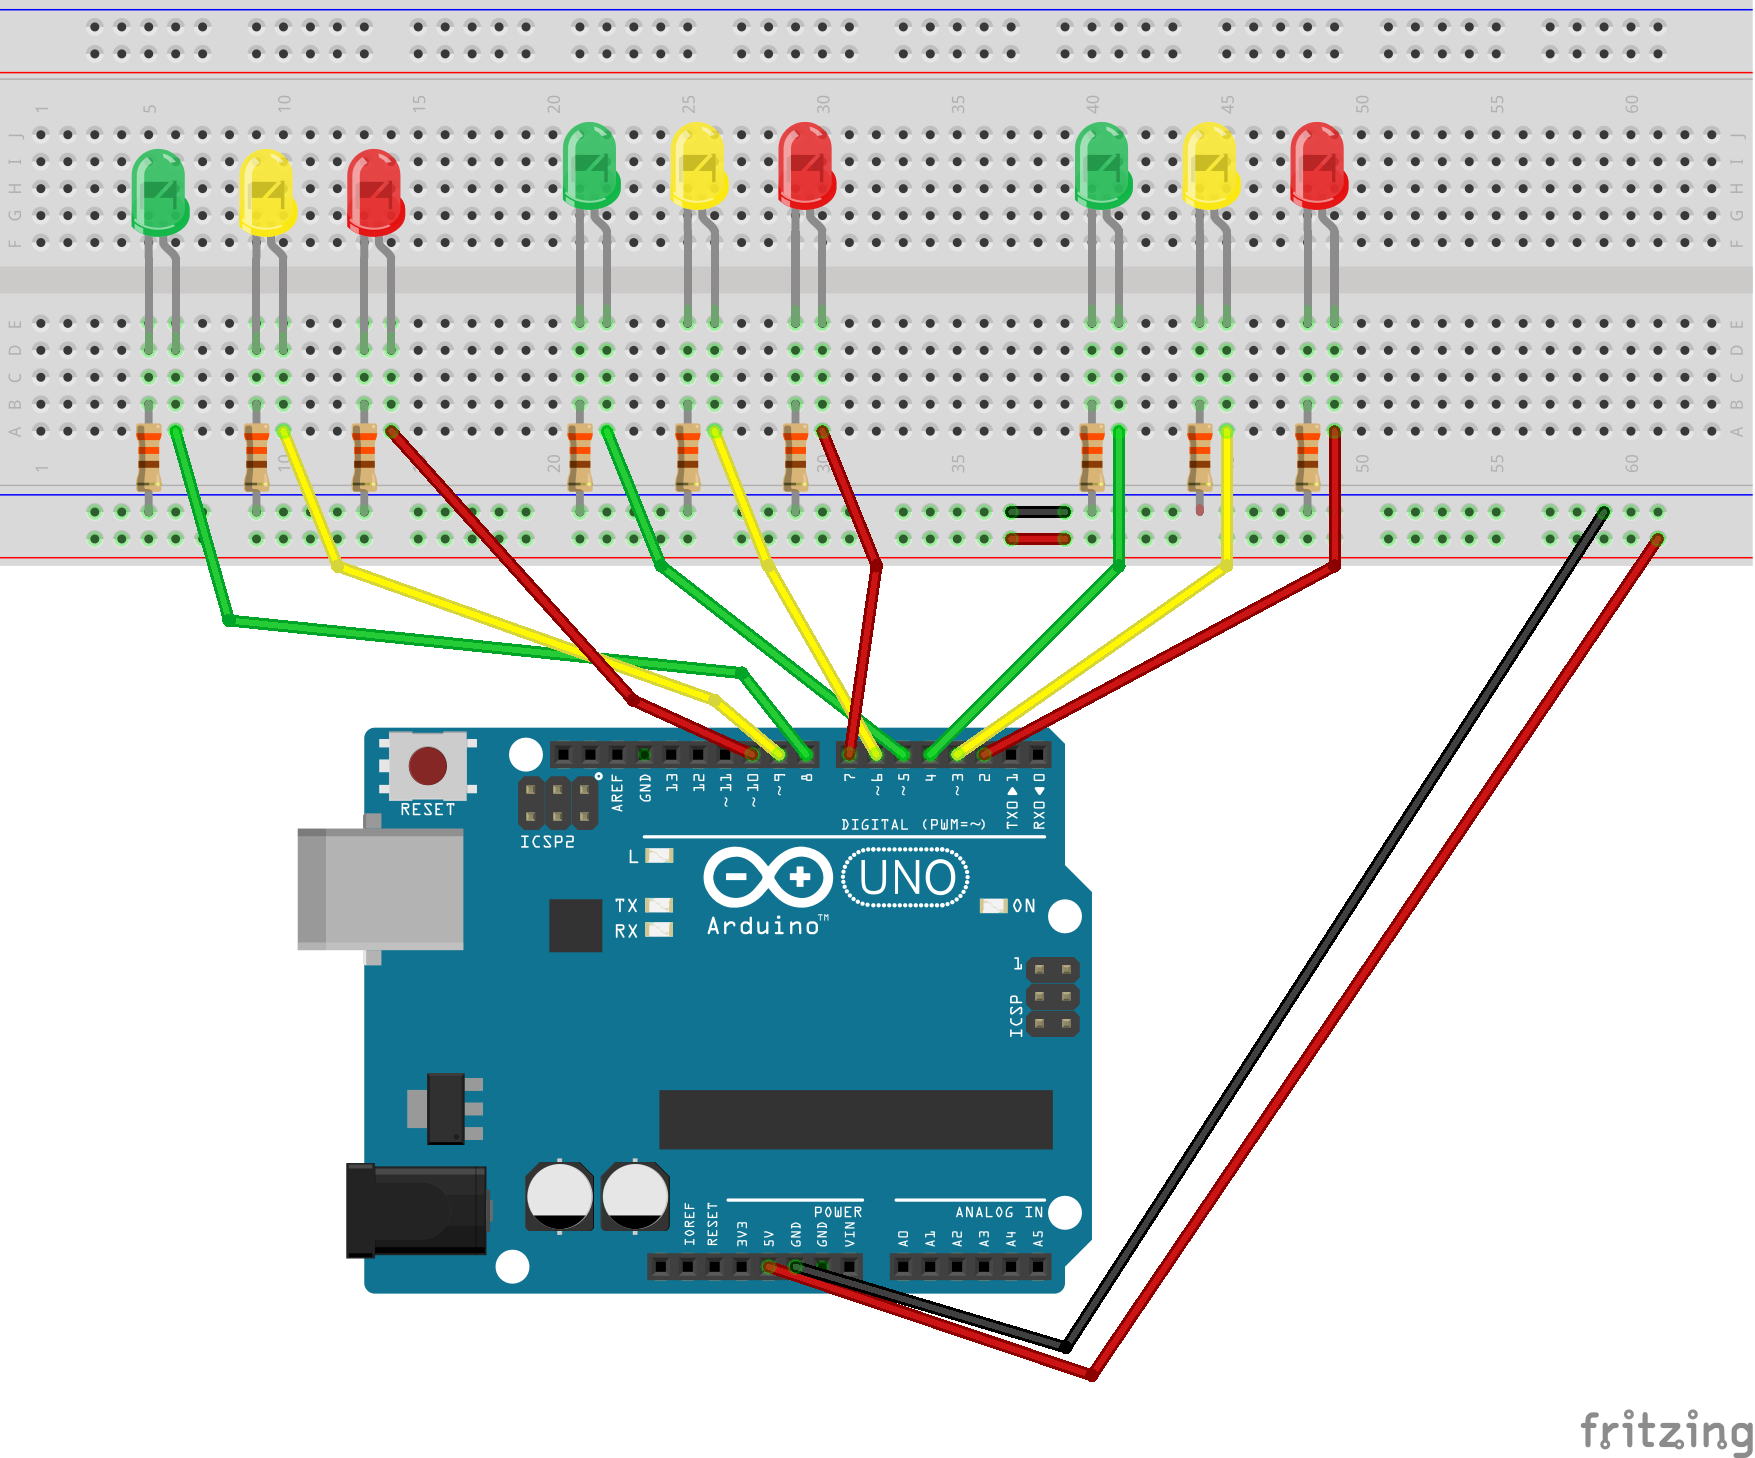 1 5 10 15 20 25 30 35 40 45 50 55 60
J J
I I
H H
G G
F F
E E
D D
C C
B B
A A
1 10 20 30 35 50 55 60
RESET
AREF GND 13 12 ~11 ~10 ~9 8 7 ~6 ~5 4 ~3 2 TX0▶1 RX0◀0
ICSP2
DIGITAL (PWM=~)
L
UNO
TX
ON
RX
Arduino™
1
ICSP
POWER
ANALOG IN
IOREF RESET 3V3 5V GND GND VIN A0 A1 A2 A3 A4 A5
fritzing